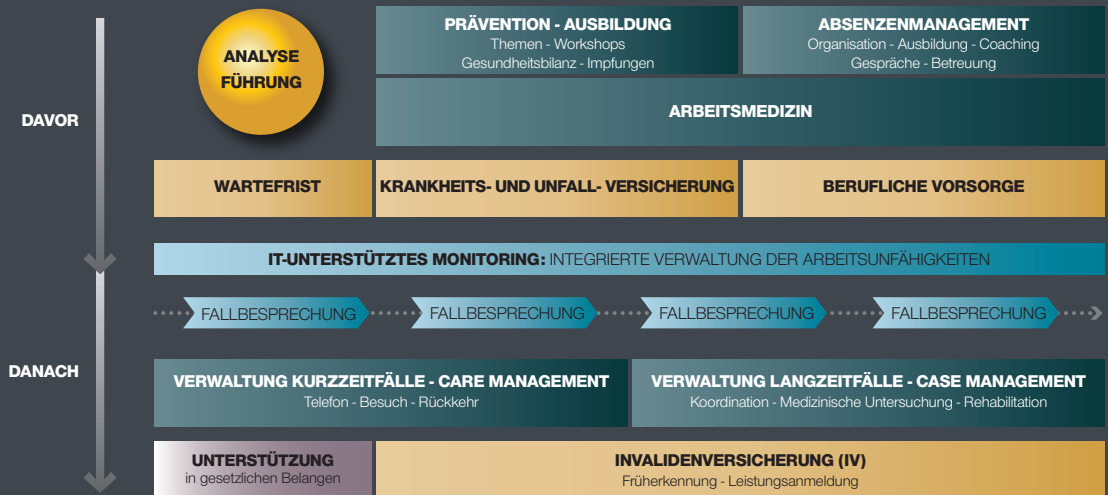 DAVOR
ANALYSE
FÜHRUNG
PRÄVENTION - AUSBILDUNG
Themen - Workshops
Gesundheitsbilanz - Impfungen
ABSENZENMANAGEMENT
Organisation - Ausbildung - Coaching
Gespräche - Betreuung
ARBEITSMEDIZIN
WARTEFRIST
KRANKHEITS- UND UNFALL- VERSICHERUNG
BERUFLICHE VORSORGE
IT-UNTERSTÜTZTES MONITORING: INTEGRIERTE VERWALTUNG DER ARBEITSUNFÄHIGKEITEN
FALLBESPRECHUNG
FALLBESPRECHUNG
FALLBESPRECHUNG
FALLBESPRECHUNG
DANACH
VERWALTUNG KURZZEITFÄLLE - CARE MANAGEMENT
Telefon - Besuch - Rückkehr
VERWALTUNG LANGZEITFÄLLE - CASE MANAGEMENT
Koordination - Medizinische Untersuchung - Rehabilitation
UNTERSTÜTZUNG
in gesetzlichen Belangen
INVALIDENVERSICHERUNG (IV)
Früherkennung - Leistungsanmeldung